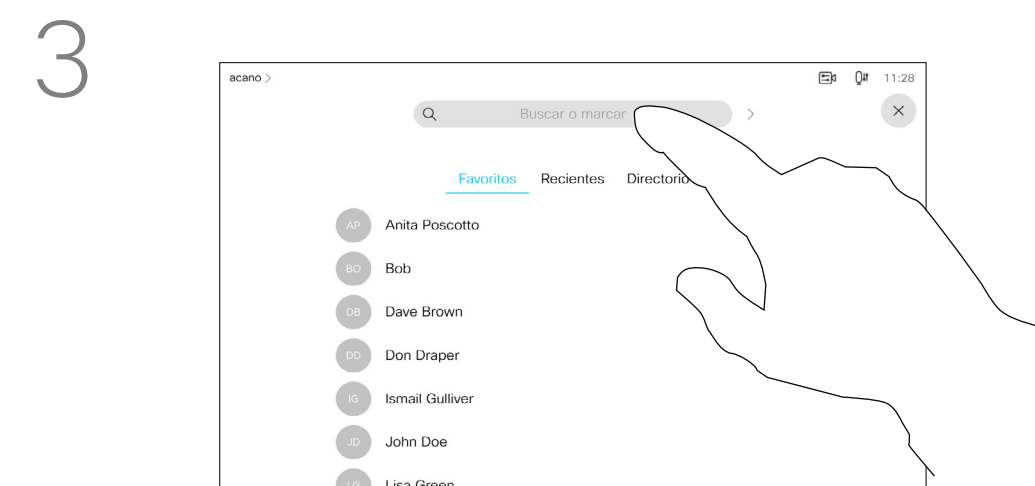 3
acano > 11:28
Buscar o marcar >
Favoritos Recientes Directorio
AP Anita Poscotto
BO Bob
DB Dave Brown
DD Don Draper
IG Ismail Gulliver
JD John Doe
LG Lisa Green